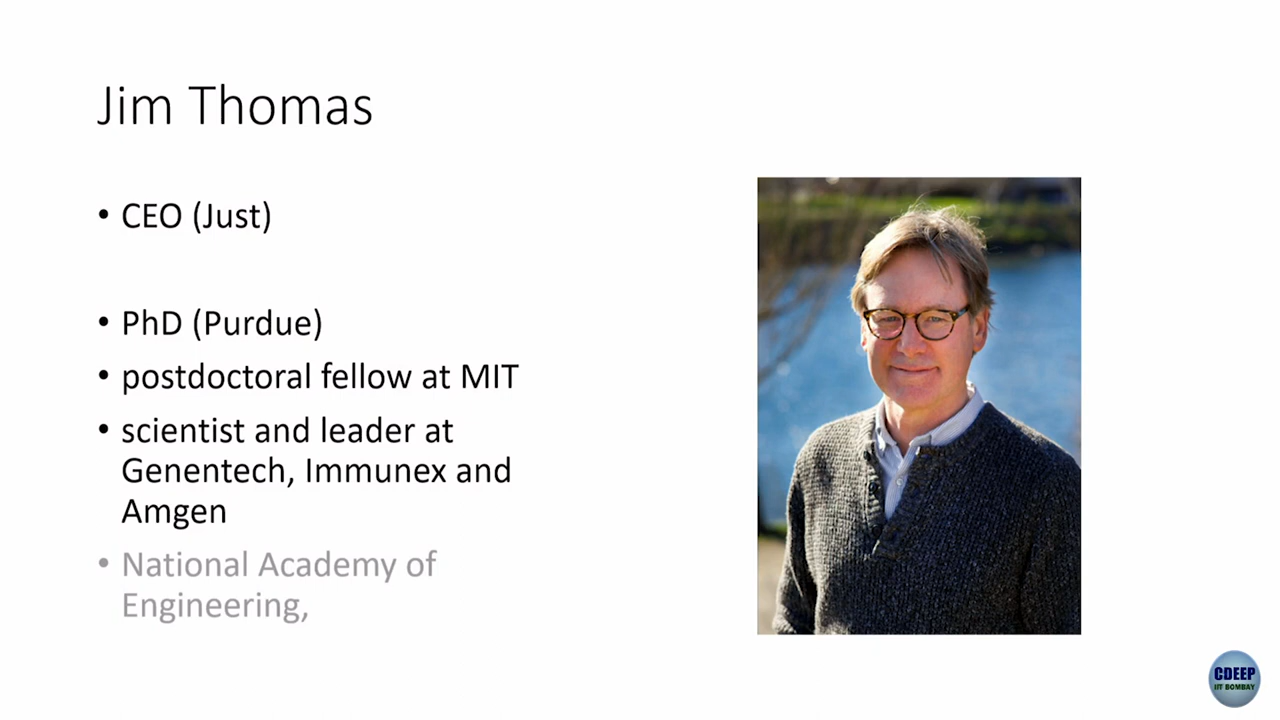 Jim Thomas
• CEO (Just)
• PhD (Purdue)
• postdoctoral fellow at MIT
• scientist and leader at
Genentech, Immunex and
Amgen
• National Academy of
Engineering,
CDEEP
IIT BOMBAY